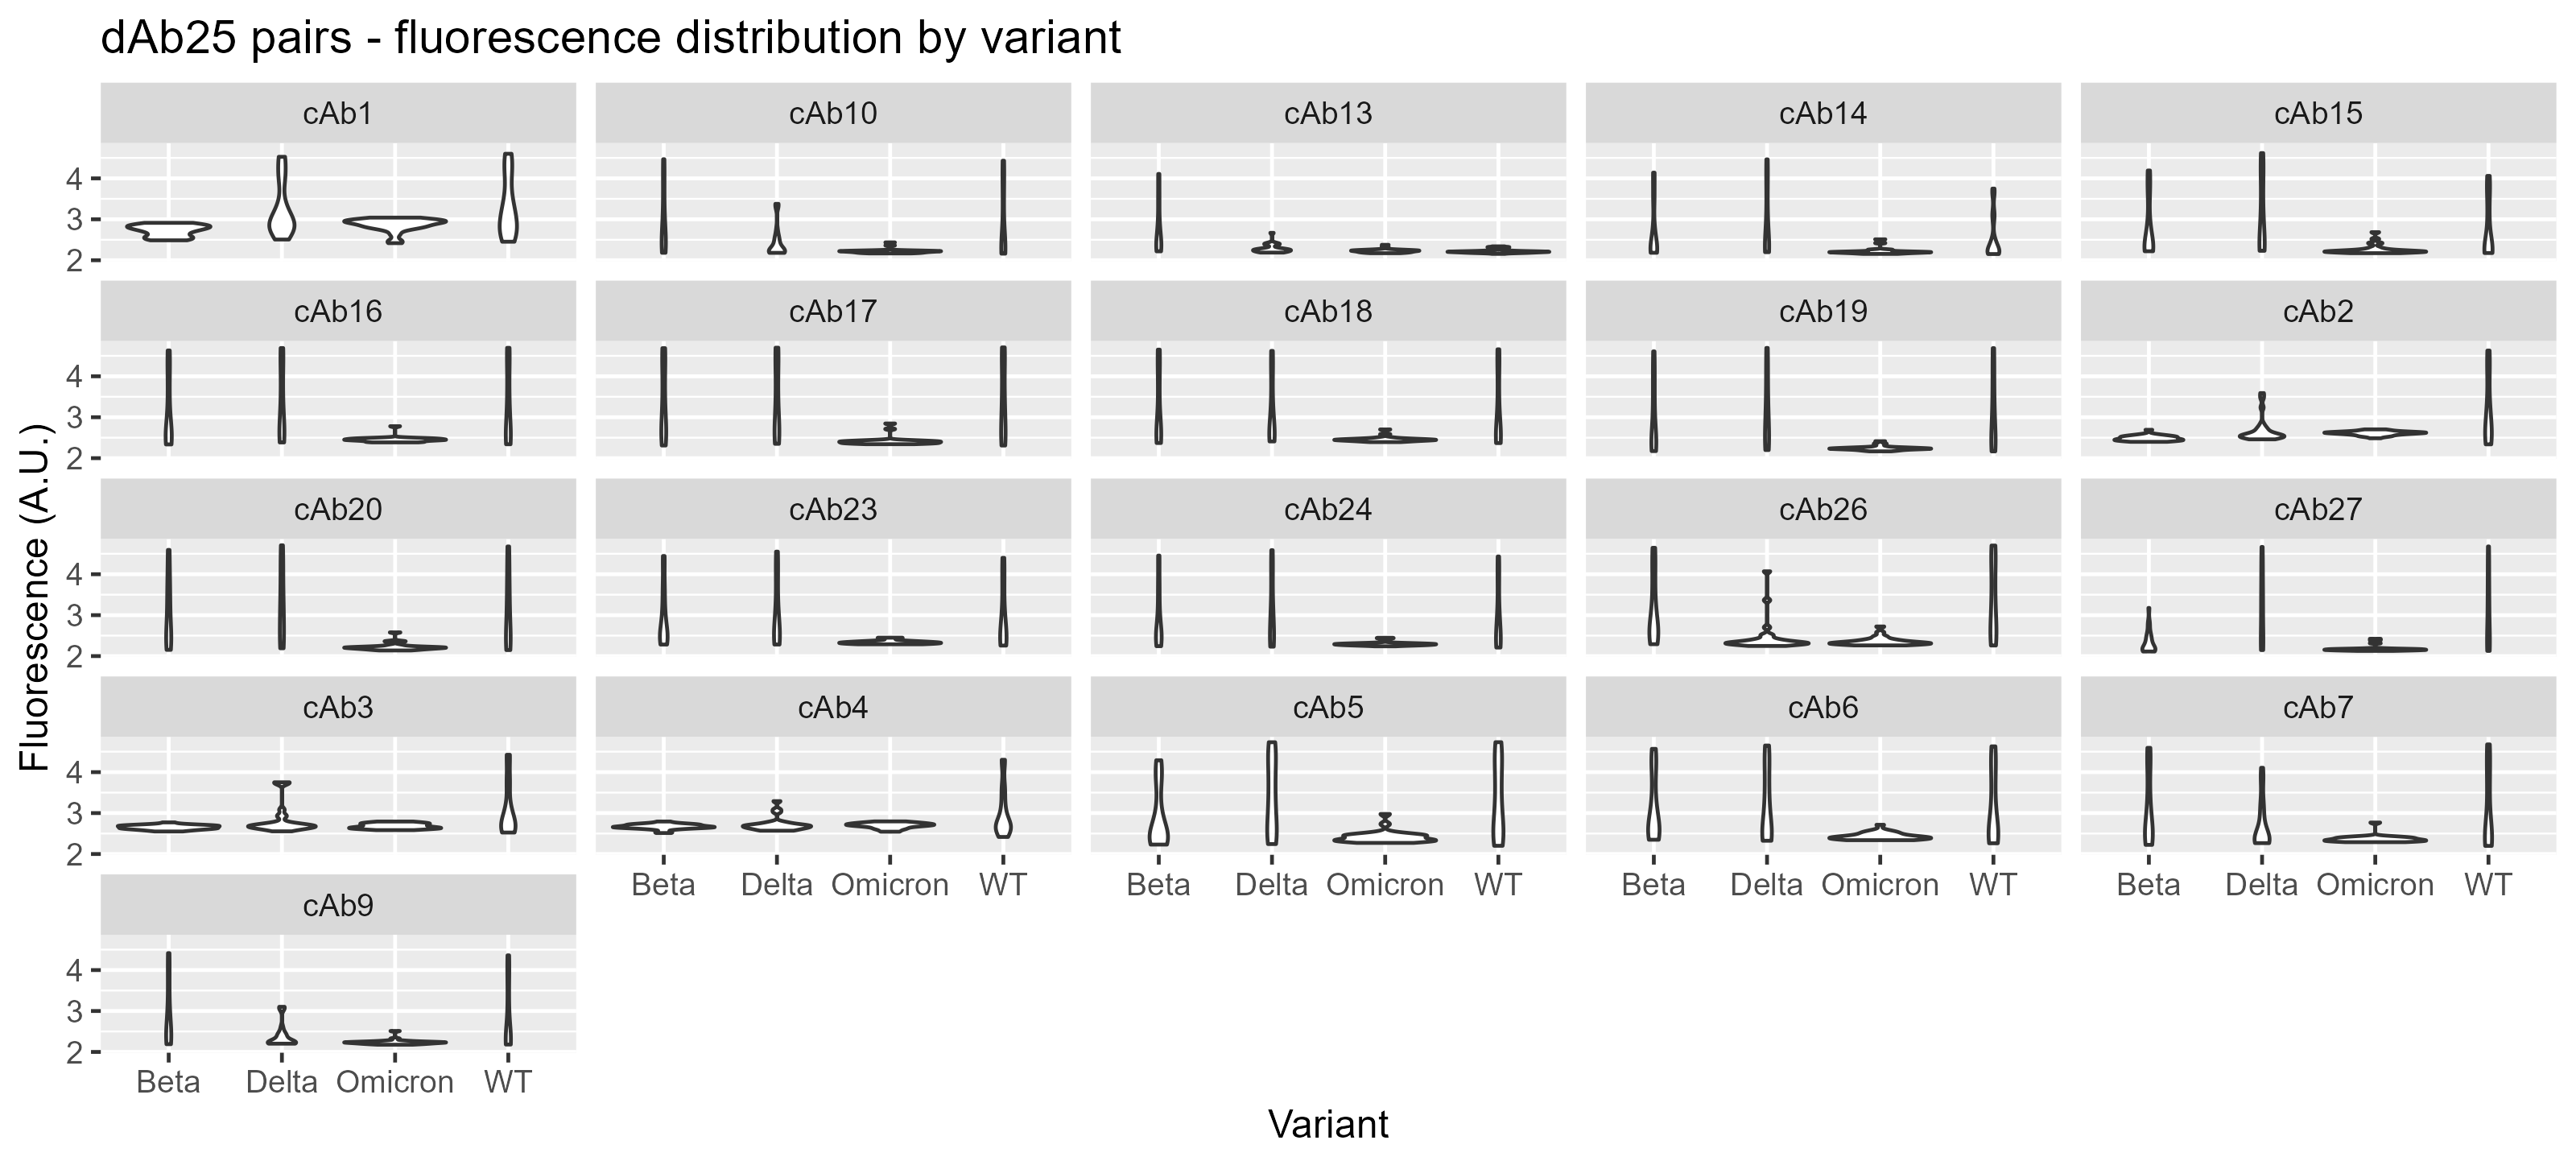 dAb25 pairs - fluorescence distribution by variant
cAb1 cAb10 cAb13 cAb14 cAb15
4
3
2
cAb16 cAb17 cAb18 cAb19 cAb2
4
3
2
cAb20 cAb23 cAb24 cAb26 cAb27
4
3
2
cAb3 cAb4 cAb5 cAb6 cAb7
4
3
2
Beta Delta Omicron WT Beta Delta Omicron WT Beta Delta Omicron WT Beta Delta Omicron WT
cAb9
4
3
2
Beta Delta Omicron WT
Variant
Fluorescence (A.U.)